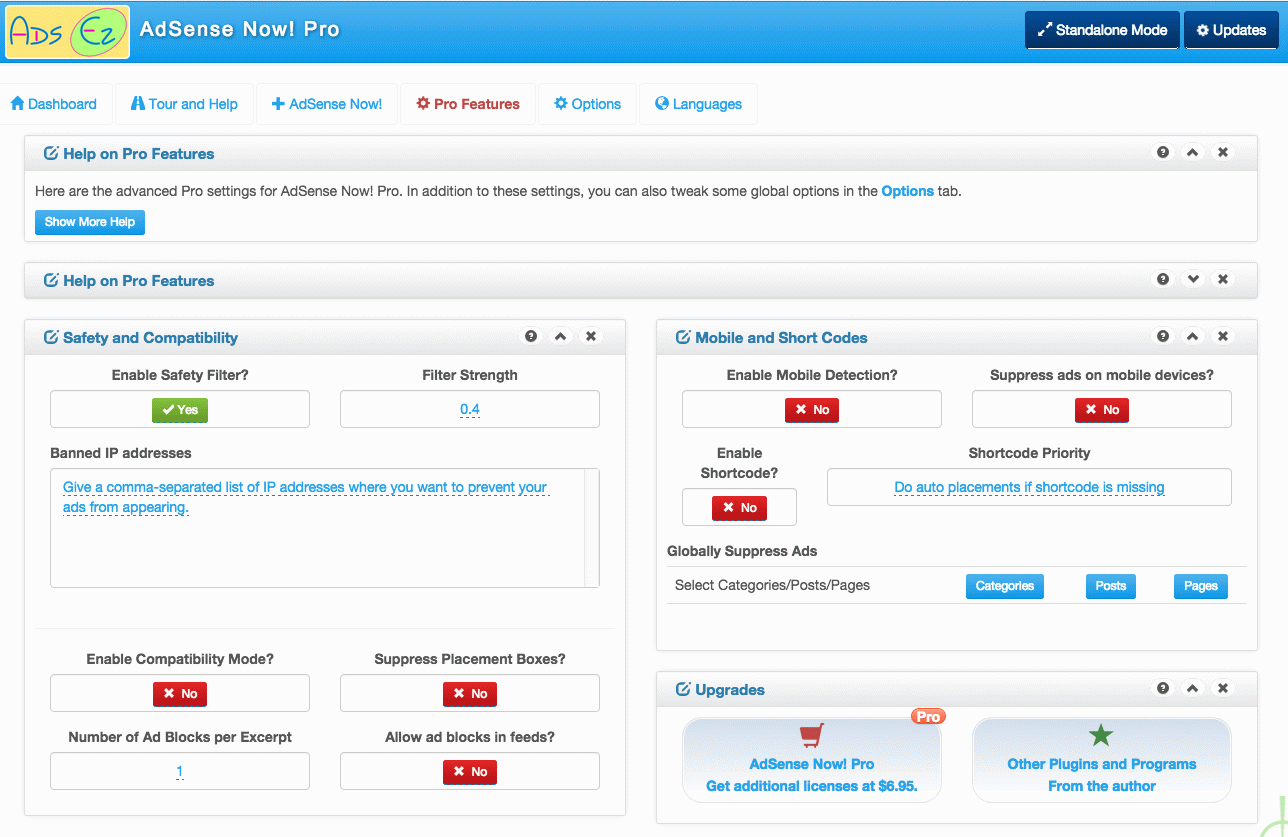 Ads Ez
AdSense Now! Pro
Standalone Mode
Updates
Dashboard
Tour and Help
AdSense Now!
Pro Features
Options
Languages
Help on Pro Features
Here are the advanced Pro settings for AdSense Now! Pro. In addition to these settings, you can also tweak some global options in the Options tab.
Show More Help
Help on Pro Features
Safety and Compatibility
Enable Safety Filter?
Filter Strength
Yes
0.4
Banned IP addresses
Give a comma-separated list of IP addresses where you want to prevent your
ads from appearing.
Enable Compatibility Mode?
Suppress Placement Boxes?
No
No
Number of Ad Blocks per Excerpt
Allow ad blocks in feeds?
1
No
Mobile and Short Codes
Enable Mobile Detection?
Suppress ads on mobile devices?
No
No
Enable
Shortcode?
Shortcode Priority
No
Do auto placements if shortcode is missing
Globally Suppress Ads
Select Categories/Posts/Pages
Categories
Posts
Pages
Upgrades
Pro
AdSense Now! Pro
Get additional licenses at $6.95.
Other Plugins and Programs
From the author